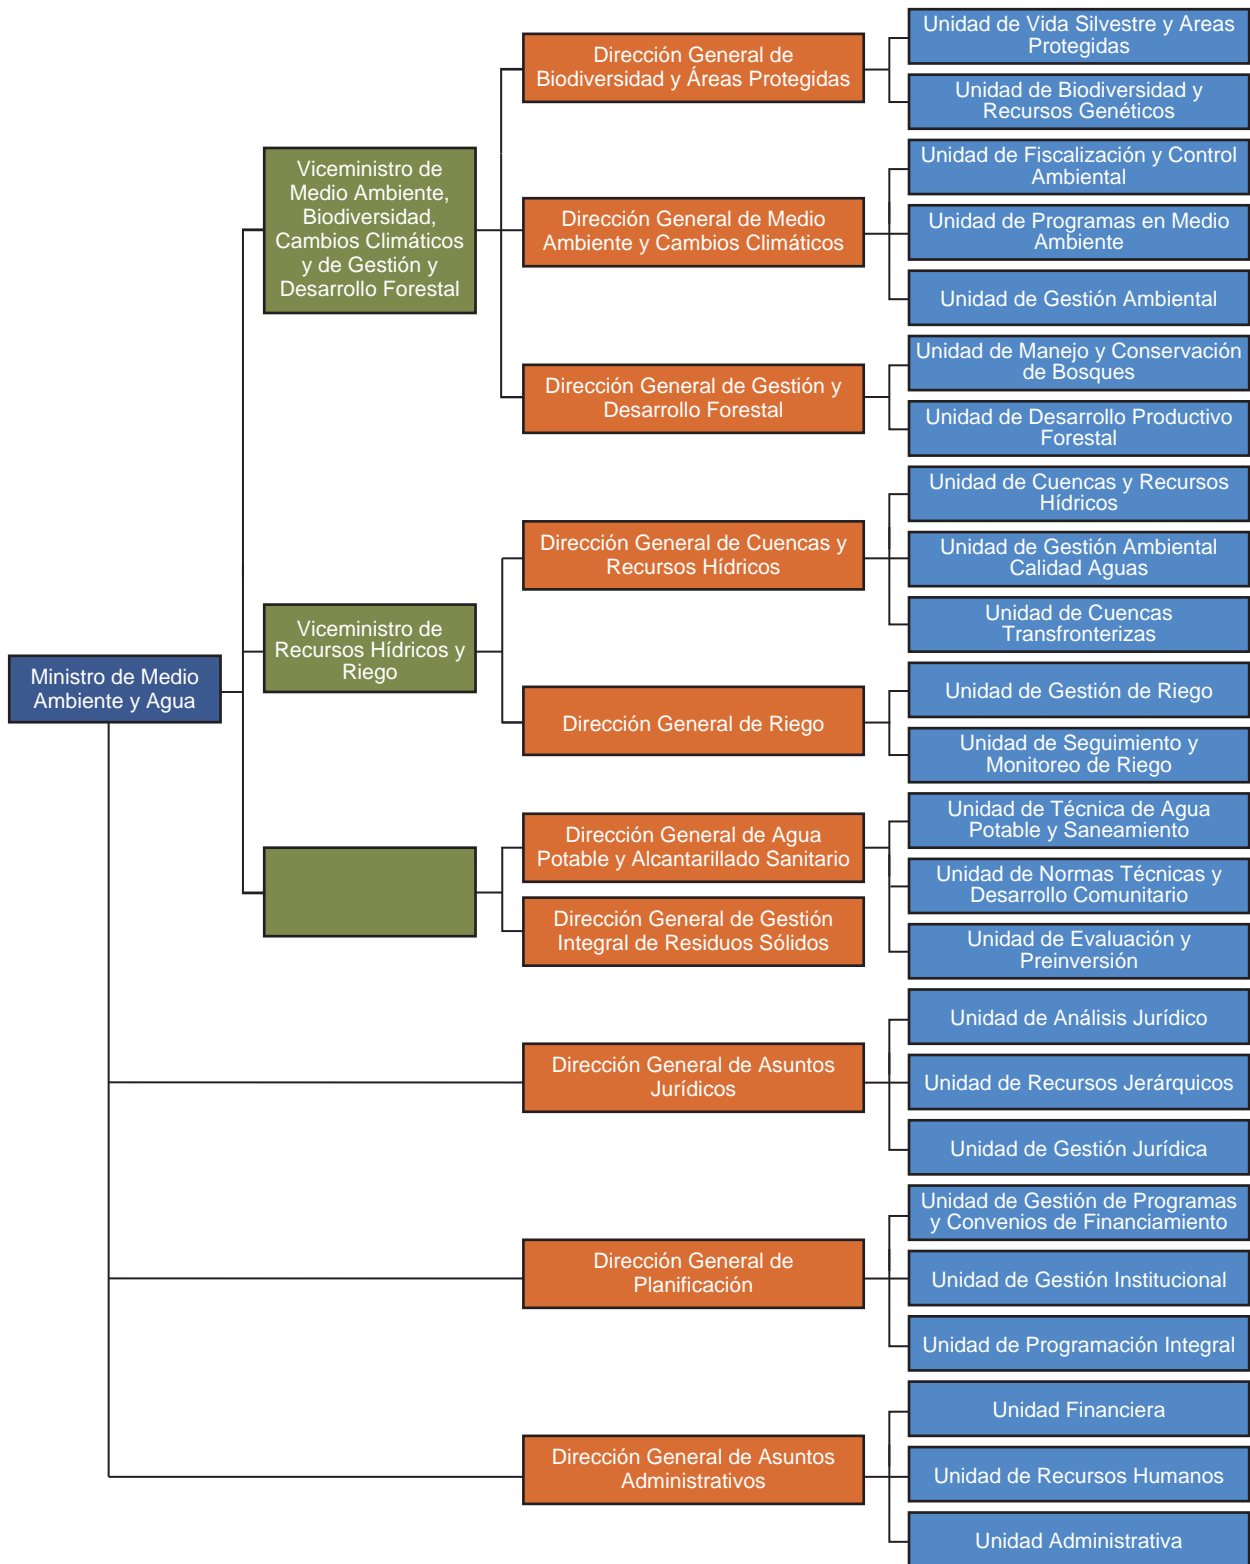 Ministro de Medio
Ambiente y Agua
Viceministro de
Medio Ambiente,
Biodiversidad,
Cambios Climáticos
y de Gestión y
Desarrollo Forestal
Dirección General de
Biodiversidad y Áreas Protegidas
Unidad de Vida Silvestre y Areas
Protegidas
Unidad de Biodiversidad y
Recursos Genéticos
Dirección General de Medio
Ambiente y Cambios Climáticos
Unidad de Fiscalización y Control
Ambiental
Unidad de Programas en Medio
Ambiente
Unidad de Gestión Ambiental
Dirección General de Gestión y
Desarrollo Forestal
Unidad de Manejo y Conservación
de Bosques
Unidad de Desarrollo Productivo
Forestal
Viceministro de
Recursos Hídricos y
Riego
Dirección General de Cuencas y
Recursos Hídricos
Unidad de Cuencas y Recursos
Hídricos
Unidad de Gestión Ambiental
Calidad Aguas
Unidad de Cuencas
Transfronterizas
Dirección General de Riego
Unidad de Gestión de Riego
Unidad de Seguimiento y
Monitoreo de Riego
Dirección General de Agua
Potable y Alcantarillado Sanitario
Unidad de Técnica de Agua
Potable y Saneamiento
Unidad de Normas Técnicas y
Desarrollo Comunitario
Unidad de Evaluación y
Preinversión
Dirección General de Gestión
Integral de Residuos Sólidos
Dirección General de Asuntos
Jurídicos
Unidad de Análisis Jurídico
Unidad de Recursos Jerárquicos
Unidad de Gestión Jurídica
Dirección General de
Planificación
Unidad de Gestión de Programas
y Convenios de Financiamiento
Unidad de Gestión Institucional
Unidad de Programación Integral
Dirección General de Asuntos
Administrativos
Unidad Financiera
Unidad de Recursos Humanos
Unidad Administrativa